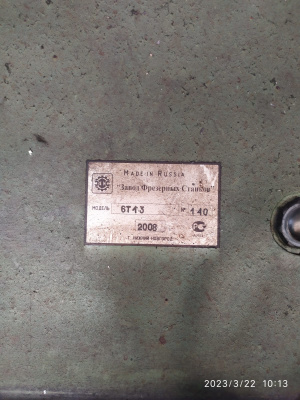 Made in Russia
"Завод Фрезерных Станков"
МОДЕЛЬ 6Т13 № 140
2008
Г. НИЖНИЙ НОВГОРОД
2023/3/22 10:13